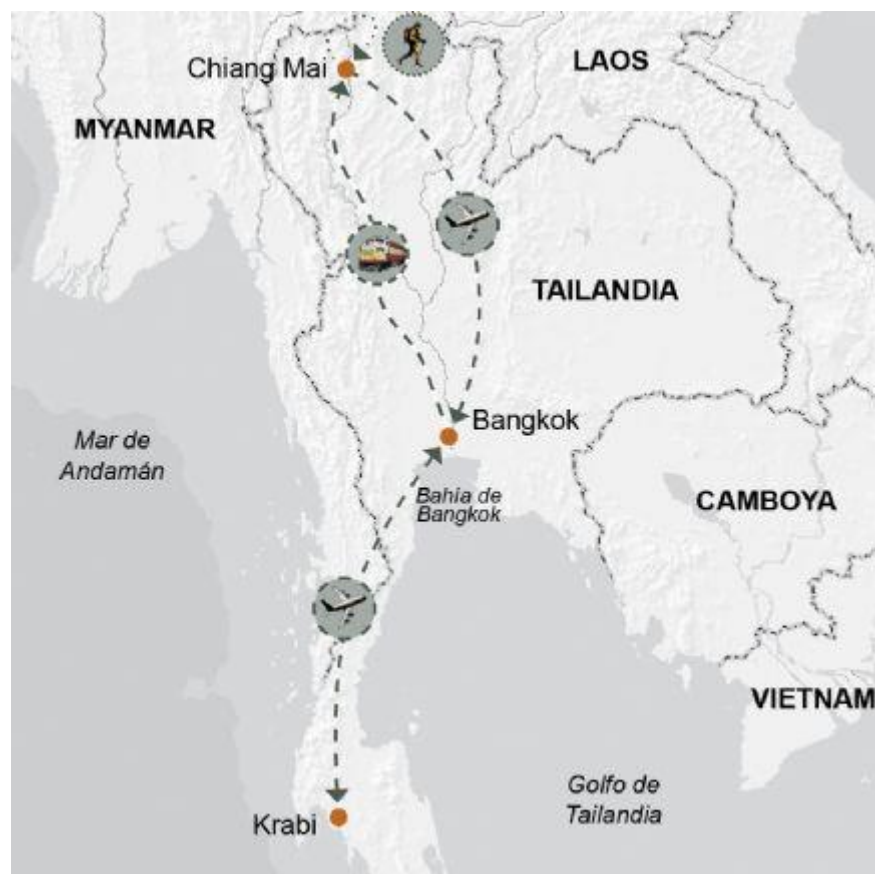 Chiang Mai
LAOS
MYANMAR
TAILANDIA
Bangkok
Mar de
Andamán
Bahía de
Bangkok
CAMBOYA
VIETNAM
Golfo de
Tailandia
Krabi